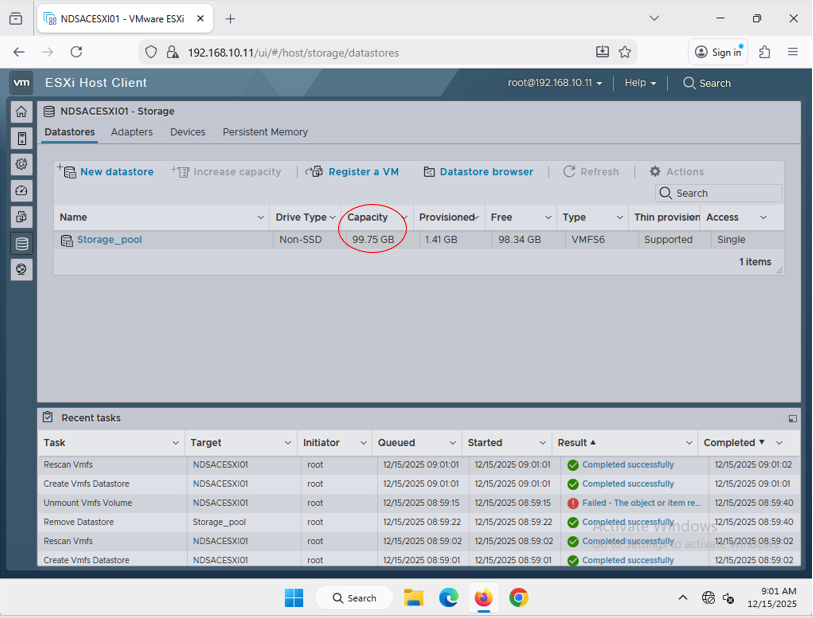 NDSACESXI01 - VMware ESXi
192.168.10.11/ui/#/host/storage/datastores
Sign in
vm ESXi Host Client
root@192.168.10.11
Help
Search
NDSACESXI01 - Storage
Datastores Adapters Devices Persistent Memory
New datastore Increase capacity Register a VM Datastore browser Refresh Actions
Search
Name Drive Type Capacity Provisioned Free Type Thin provision Access
Storage_pool Non-SSD 99.75 GB 1.41 GB 98.34 GB VMFS6 Supported Single
1 items
Recent tasks
Task Target Initiator Queued Started Result Completed
Rescan Vmfs NDSACESXI01 root 12/15/2025 09:01:01 12/15/2025 09:01:01 Completed successfully 12/15/2025 09:01:02
Create Vmfs Datastore NDSACESXI01 root 12/15/2025 09:01:01 12/15/2025 09:01:01 Completed successfully 12/15/2025 09:01:01
Unmount Vmfs Volume NDSACESXI01 root 12/15/2025 08:59:15 12/15/2025 08:59:15 Failed - The object or item re... 12/15/2025 08:59:40
Remove Datastore Storage_pool root 12/15/2025 08:59:22 12/15/2025 08:59:22 Completed successfully 12/15/2025 08:59:40
Rescan Vmfs NDSACESXI01 root 12/15/2025 08:59:02 12/15/2025 08:59:02 Completed successfully 12/15/2025 08:59:02
Create Vmfs Datastore NDSACESXI01 root 12/15/2025 08:59:01 12/15/2025 08:59:01 Completed successfully 12/15/2025 08:59:02
Activate Windows
Go to Settings to activate Windows.
Search
9:01 AM
12/15/2025